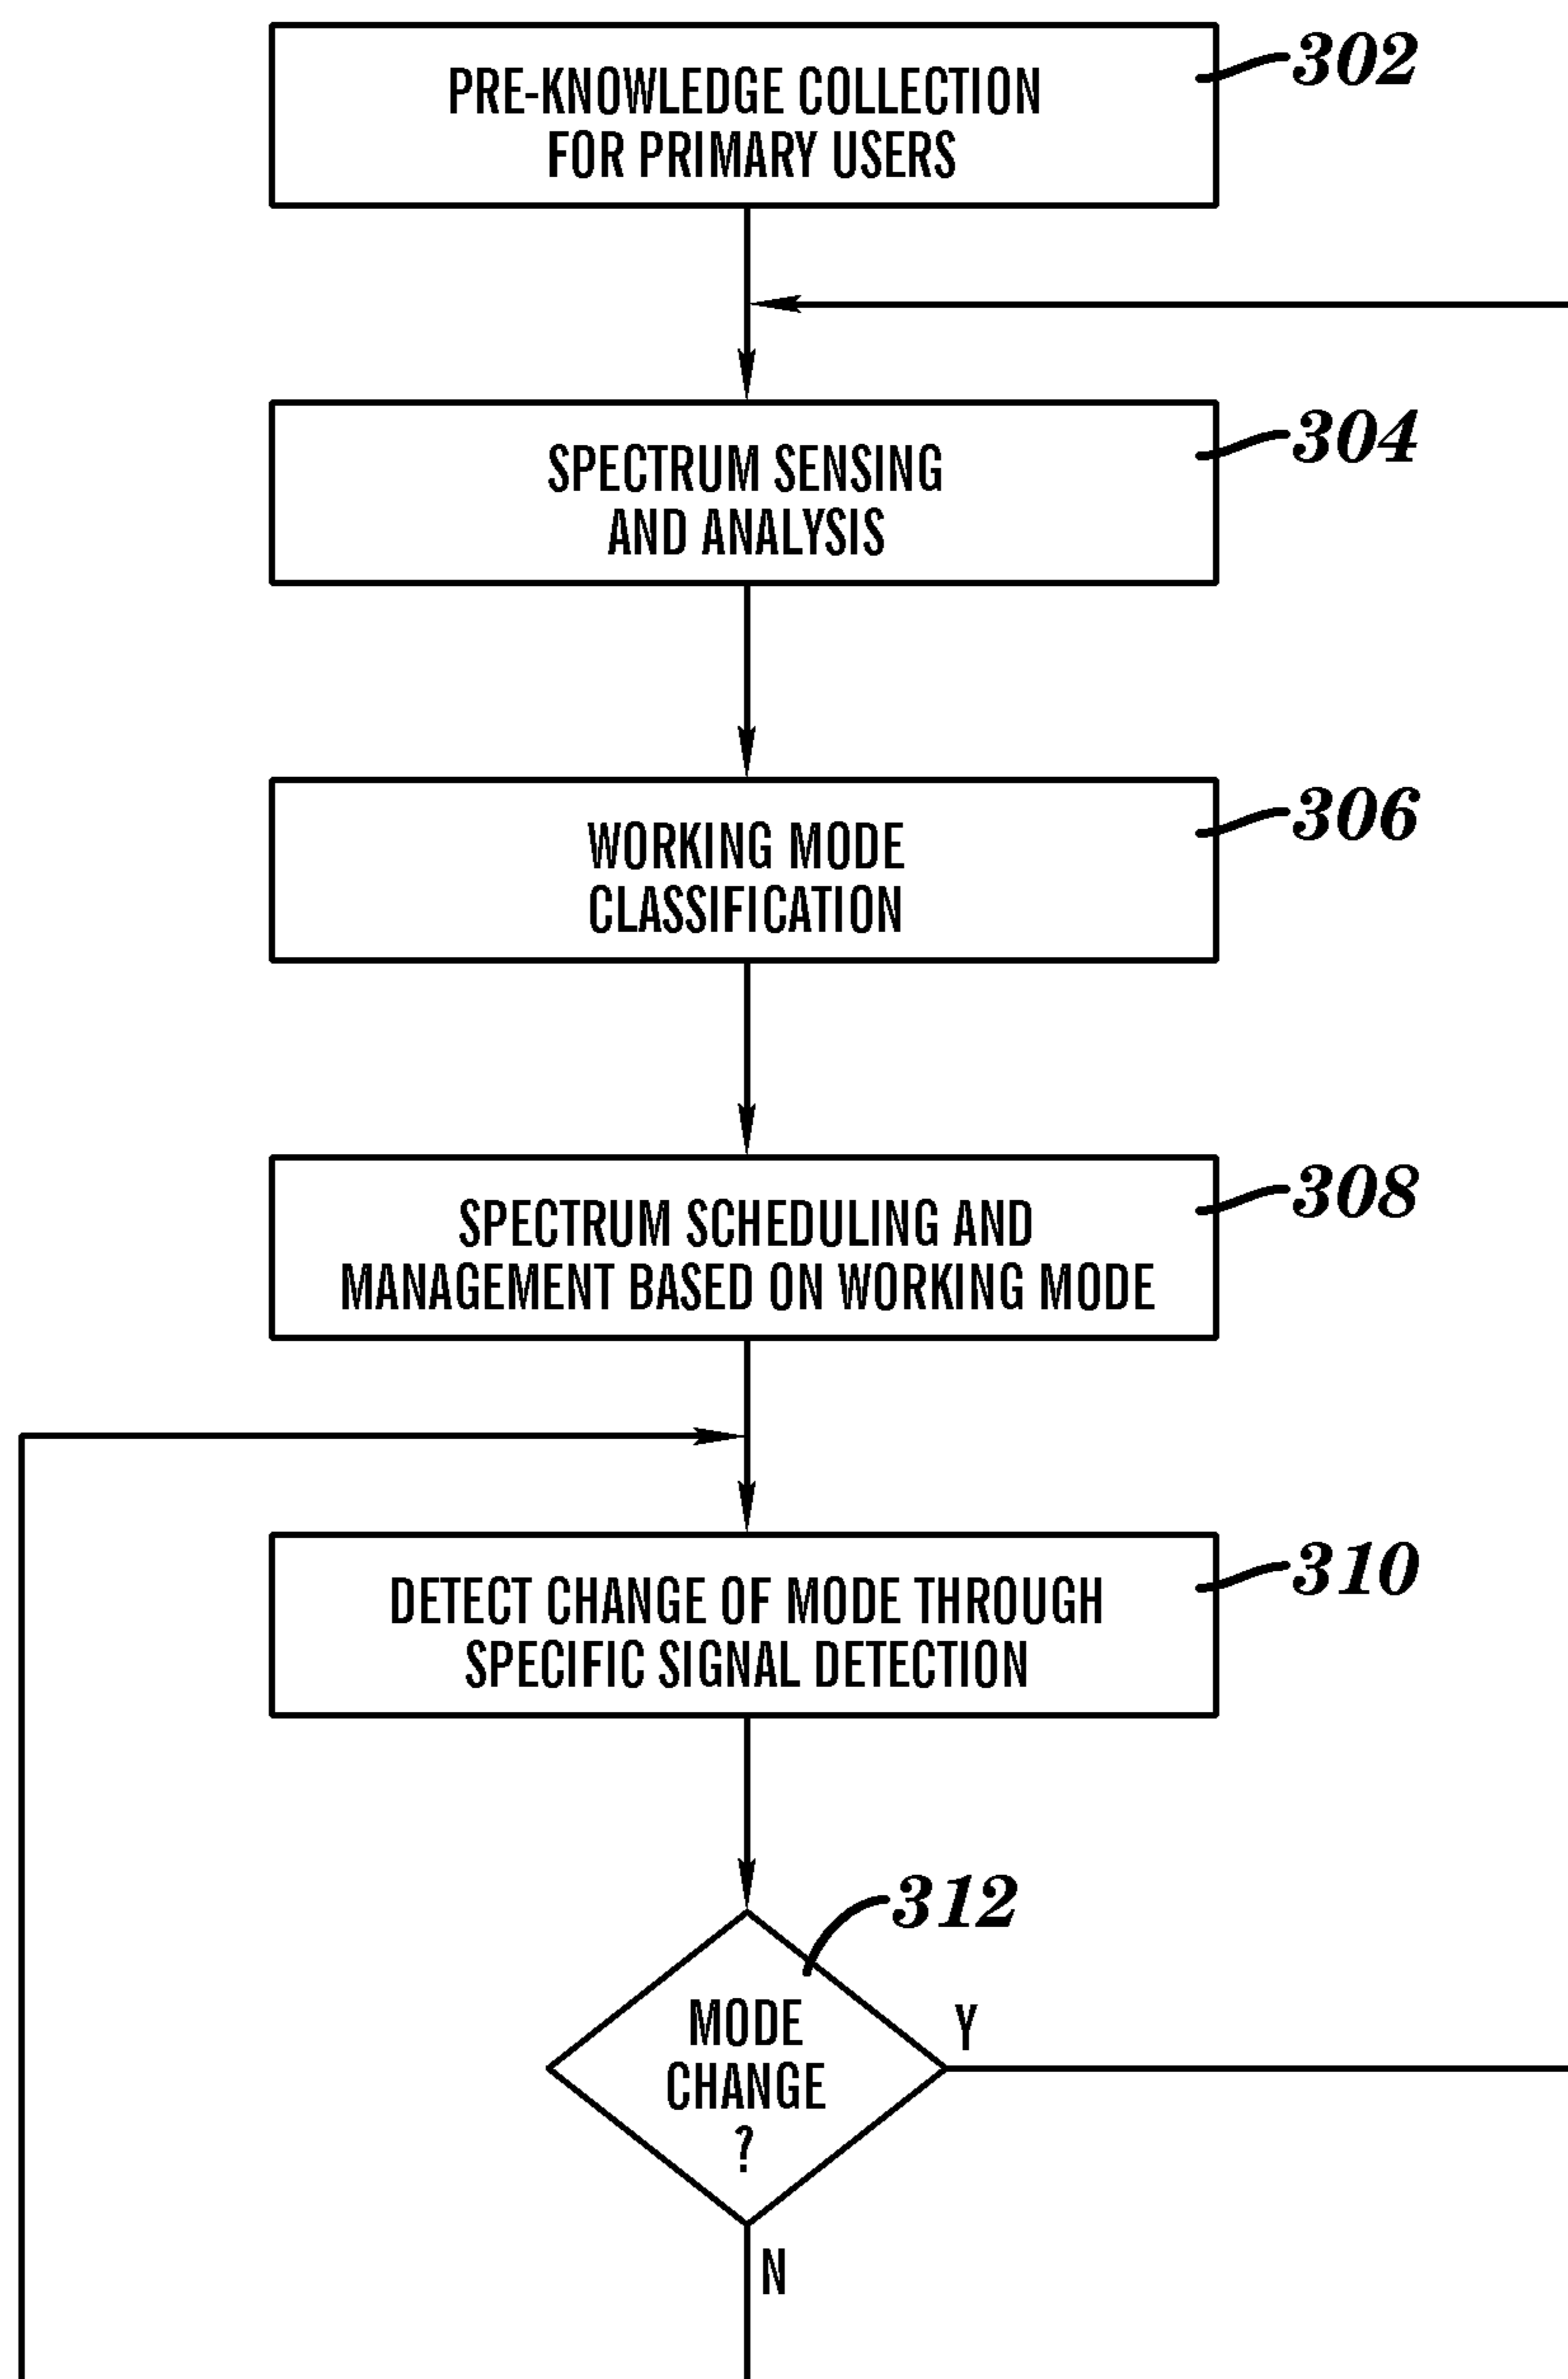 PRE-KNOWLEDGE COLLECTION
FOR PRIMARY USERS
302
SPECTRUM SENSING
AND ANALYSIS
304
WORKING MODE
CLASSIFICATION
306
SPECTRUM SCHEDULING AND
MANAGEMENT BASED ON WORKING MODE
308
DETECT CHANGE OF MODE THROUGH
SPECIFIC SIGNAL DETECTION
310
312
MODE
CHANGE
?
Y
N